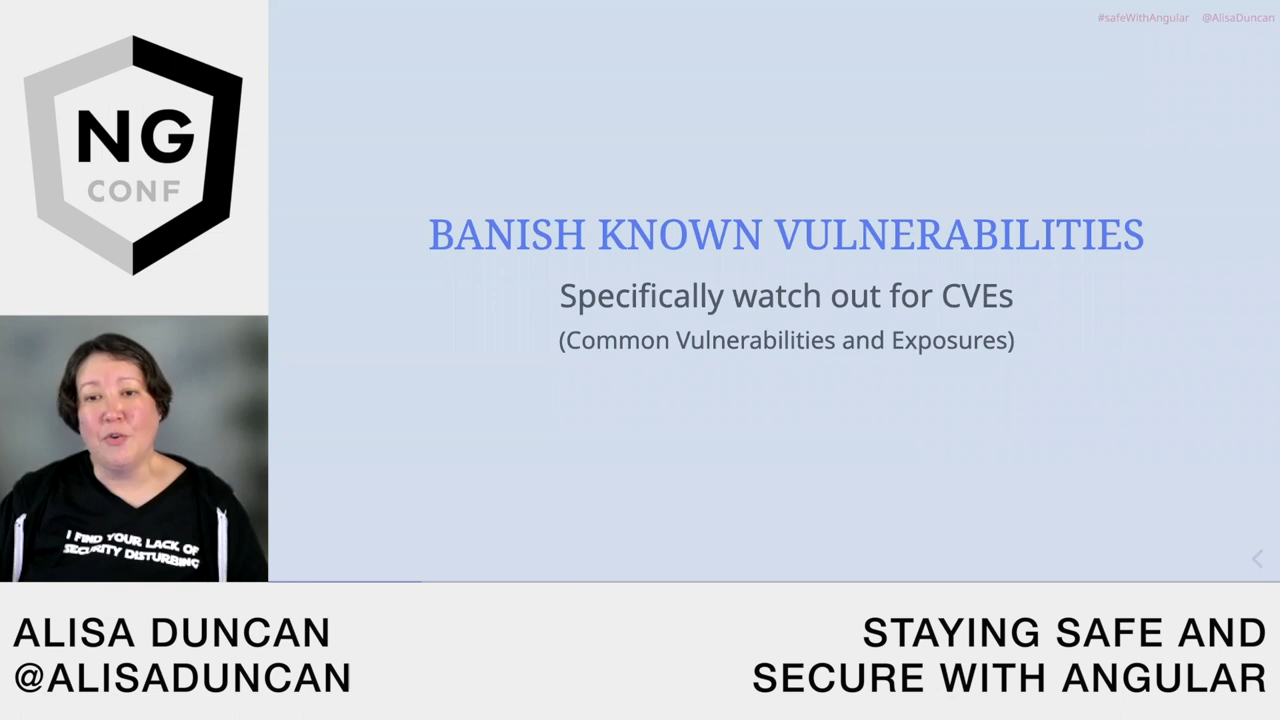 #safeWithAngular @AlisaDuncan
NG
CONF
BANISH KNOWN VULNERABILITIES
Specifically watch out for CVEs
(Common Vulnerabilities and Exposures)
I FIND YOUR LACK OF
SECURITY DISTURBING
ALISA DUNCAN
@ALISADUNCAN
STAYING SAFE AND
SECURE WITH ANGULAR